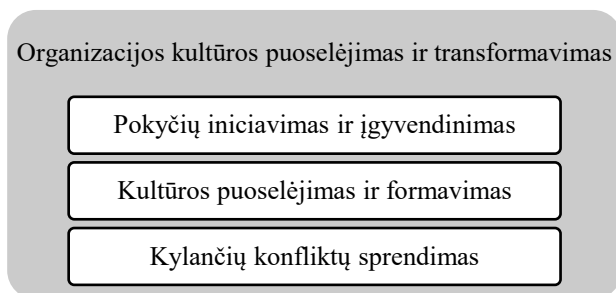 Organizacijos kultūros puoselėjimas ir transformavimas
Pokyčių iniciavimas ir įgyvendinimas
Kultūros puoselėjimas ir formavimas
Kylančių konfliktų sprendimas